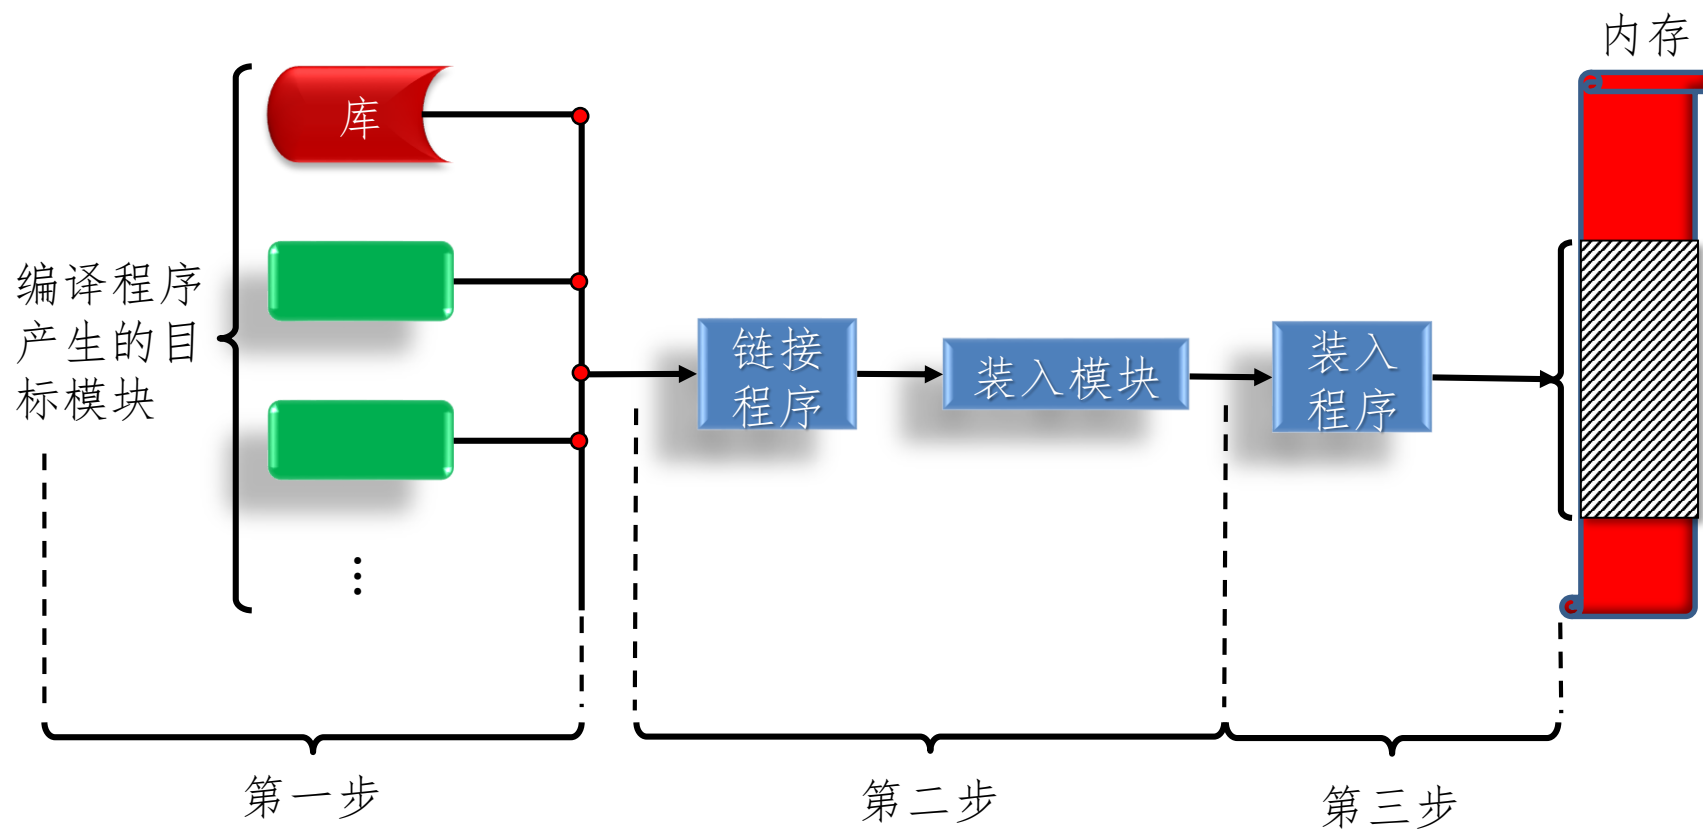 内存
库
编译程序
产生的目
标模块
链接
程序
装入模块
装入
程序
⋮
第一步
第二步
第三步